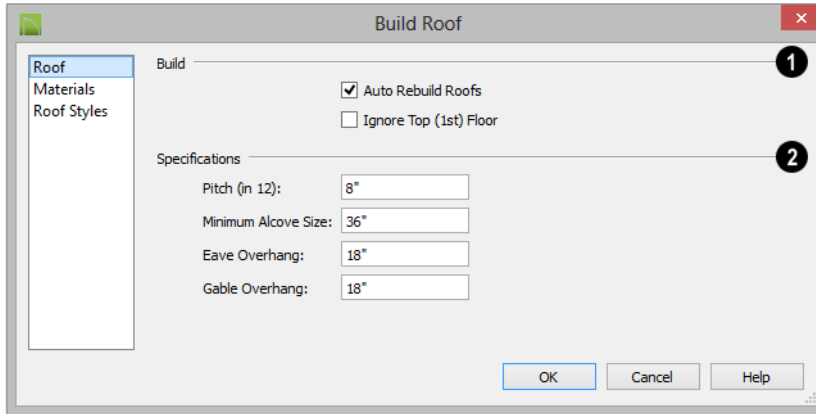 Build Roof
Roof
Materials
Roof Styles
Build
1
Auto Rebuild Roofs
Ignore Top (1st) Floor
Specifications
2
Pitch (in 12): 8"
Minimum Alcove Size: 36"
Eave Overhang: 18"
Gable Overhang: 18"
OK Cancel Help